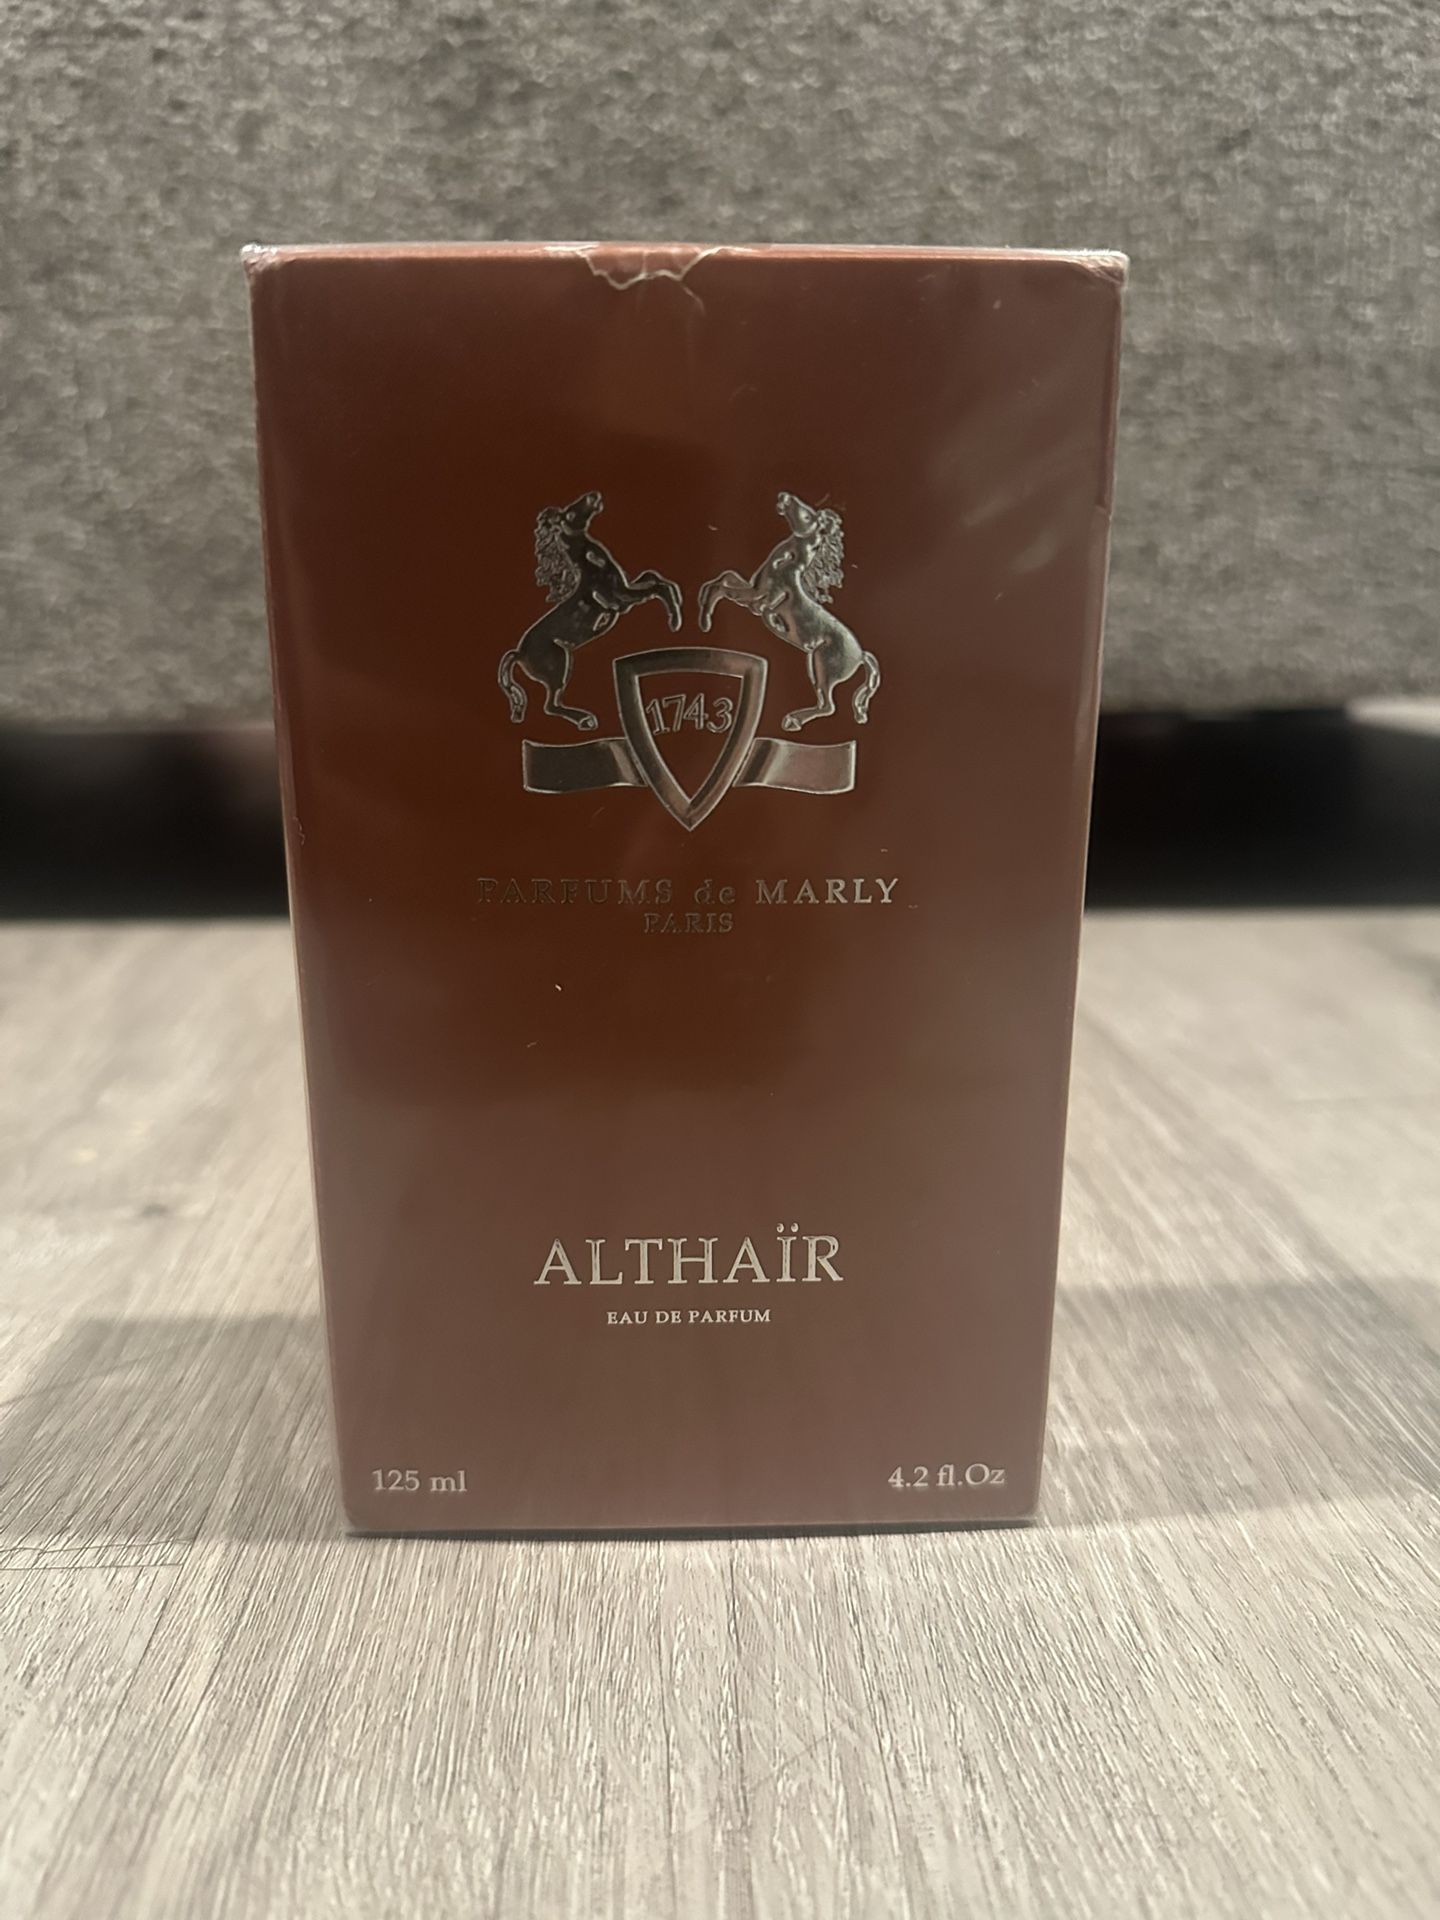 1743
PARFUMS de MARLY
PARIS
ALTHAÏR
EAU DE PARFUM
125 ml
4.2 fl.Oz